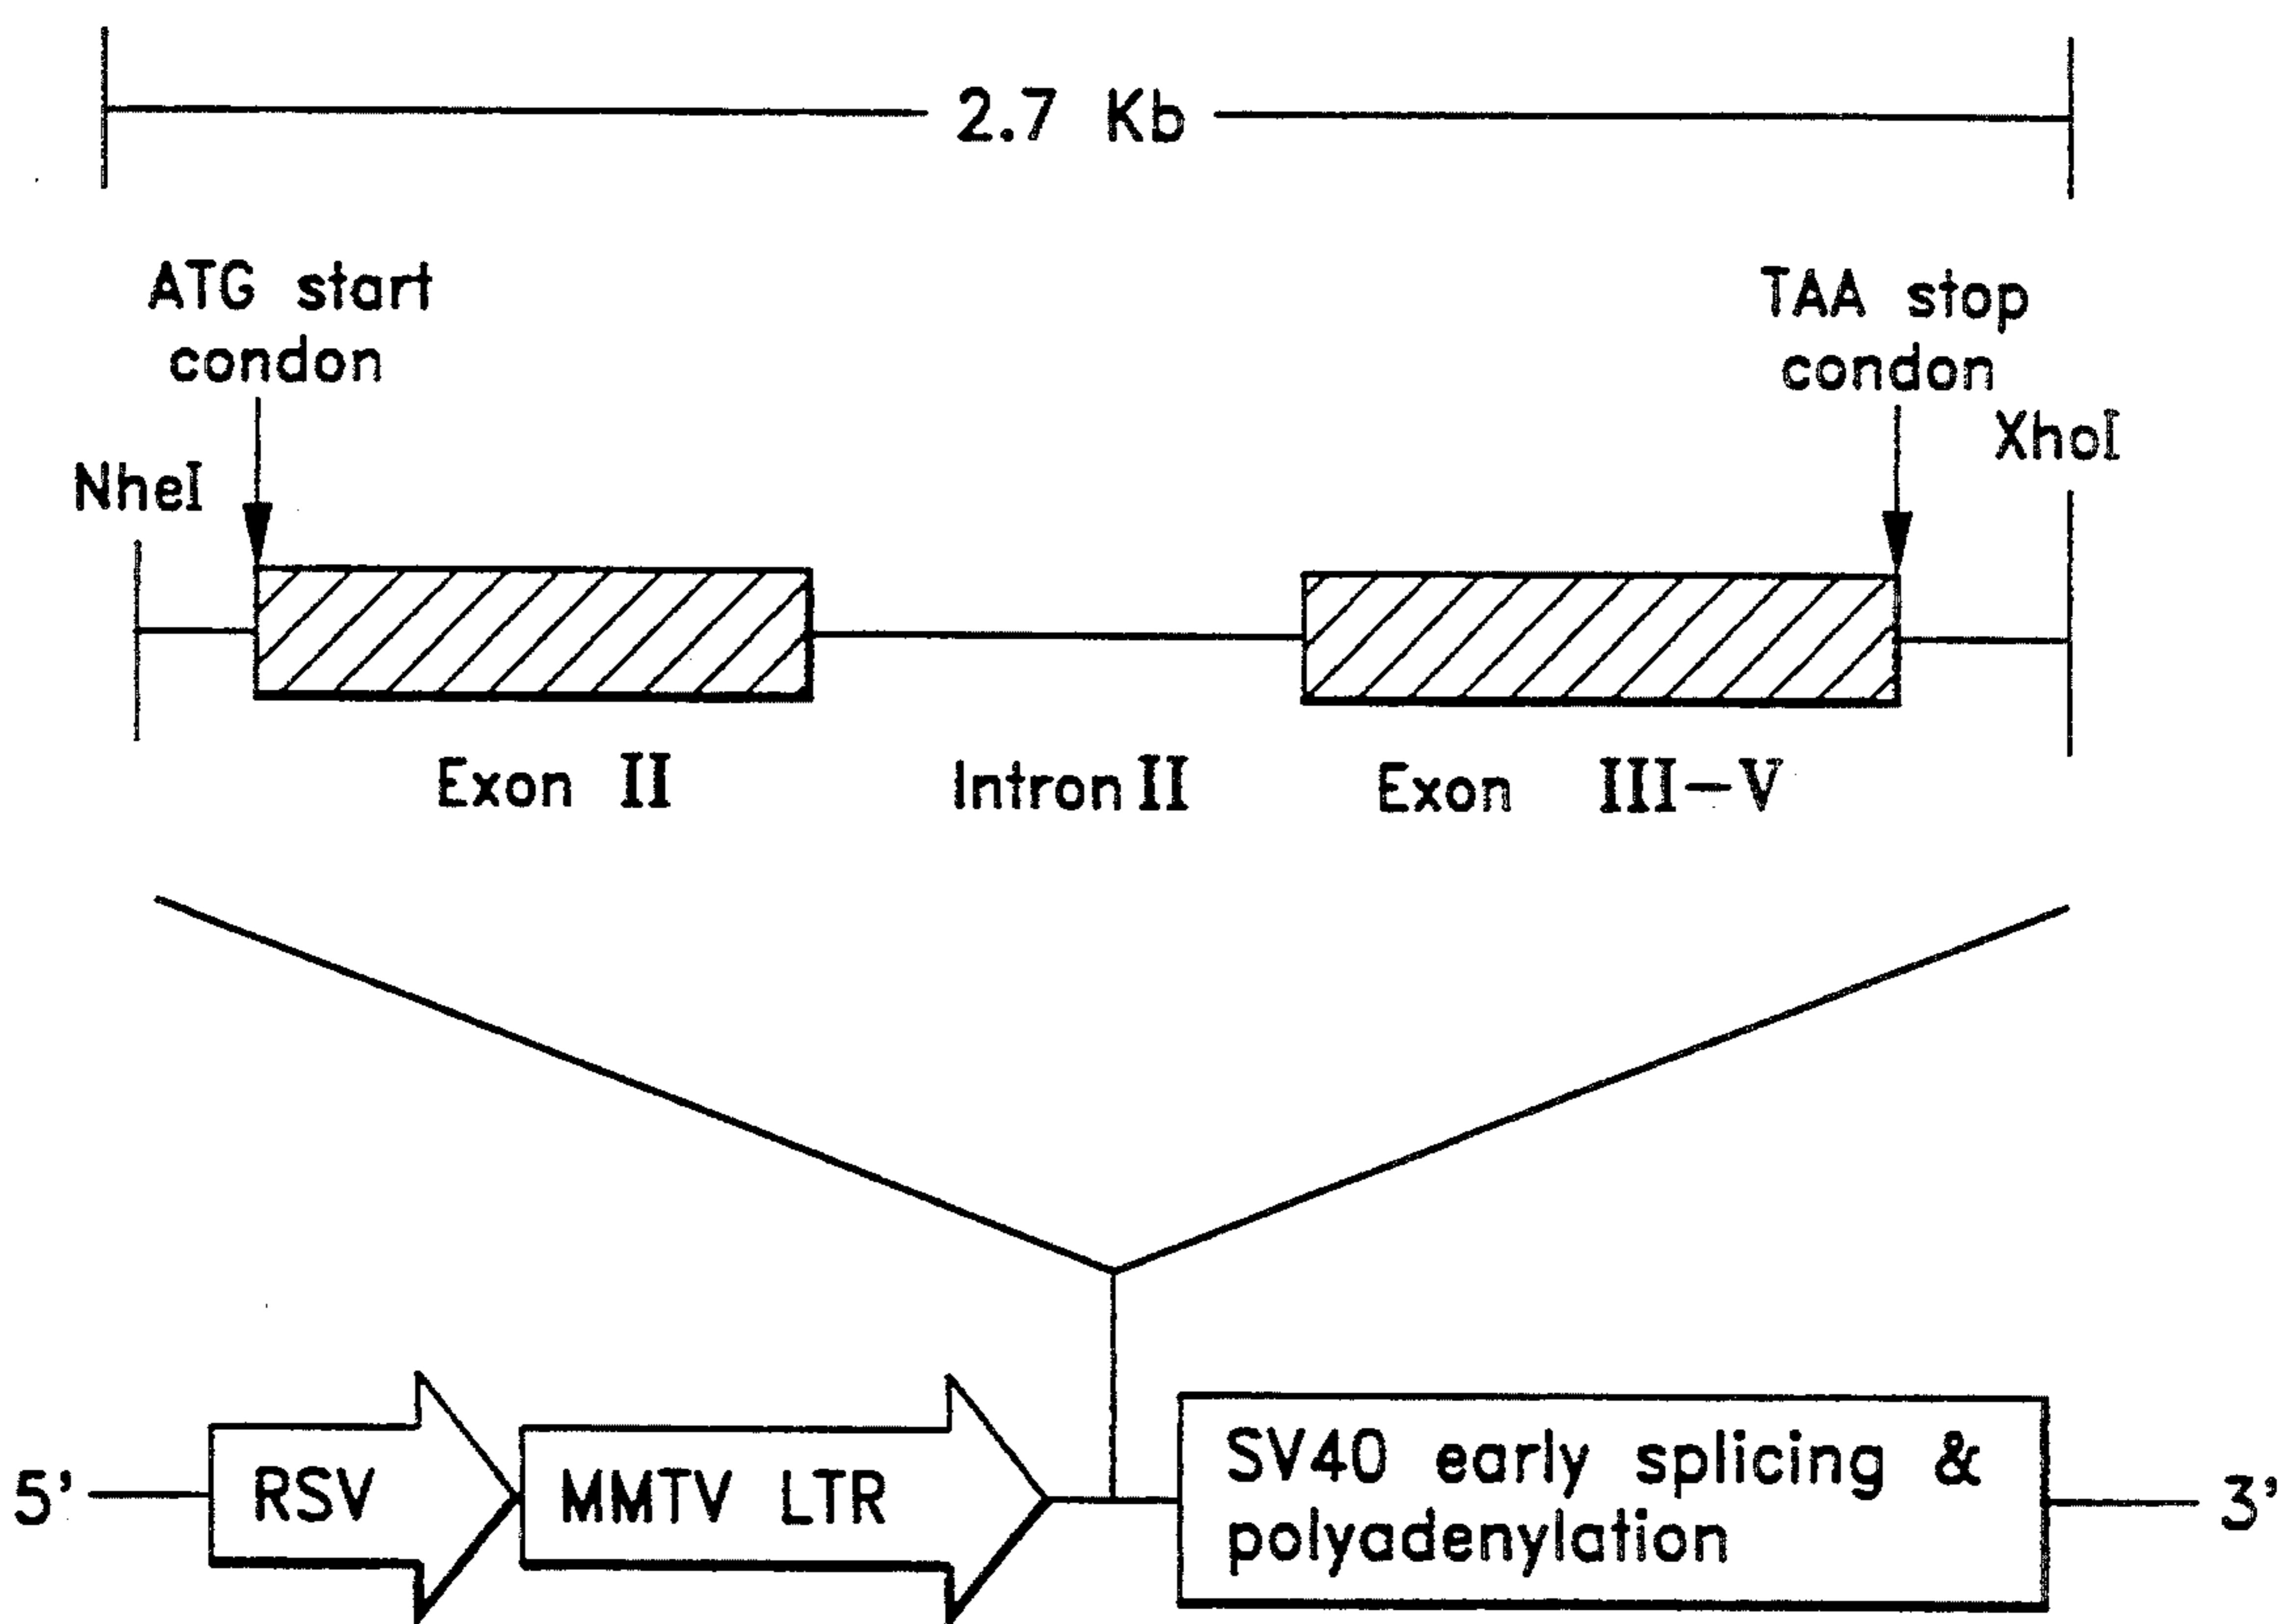 2.7 Kb
ATG start
condon
TAA stop
condon
NheI
XhoI
Exon II
Intron II
Exon III-V
5'
RSV
MMTV LTR
SV40 early splicing &
polyadenylation
3'